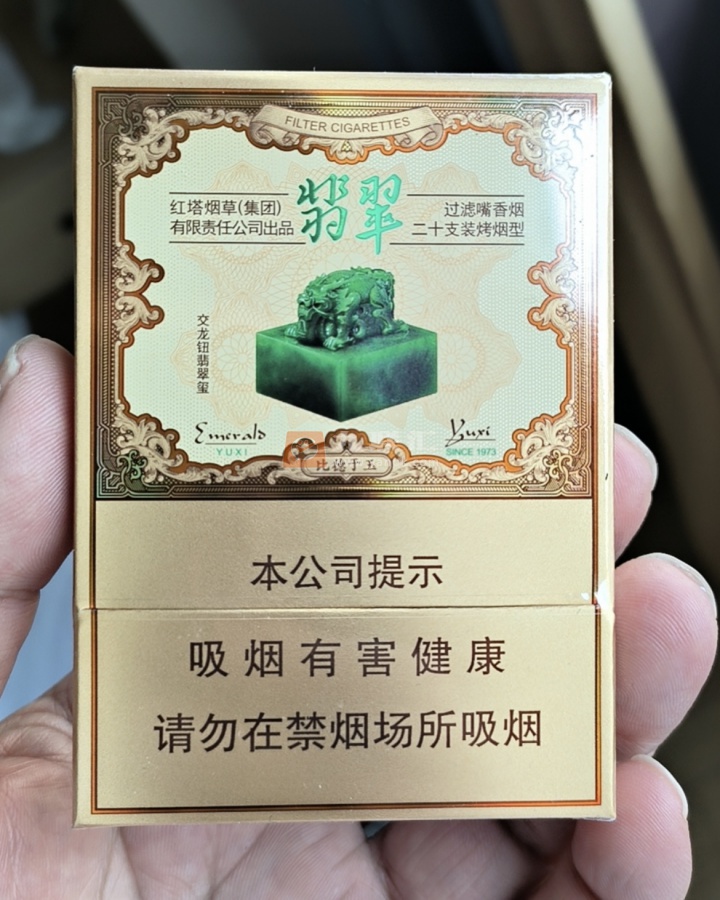 FILTER CIGARETTES
红塔烟草(集团)
有限责任公司出品
翡翠
过滤嘴香烟
二十支装烤烟型
交龙钮翡翠玺
Emerald
YUXI
Yuxi
SINCE 1973
比德于玉
本公司提示
吸烟有害健康
请勿在禁烟场所吸烟